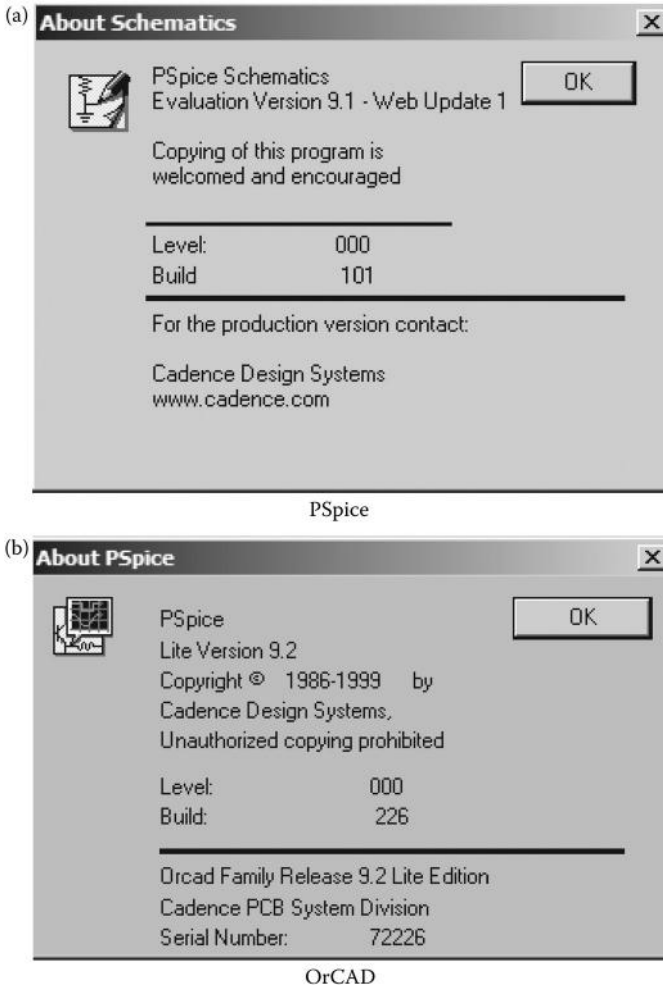 (a)
About Schematics
PSpice Schematics
OK
Evaluation Version 9.1 - Web Update 1
Copying of this program is
welcomed and encouraged
Level: 000
Build 101
For the production version contact:
Cadence Design Systems
www.cadence.com
PSpice
(b)
About PSpice
PSpice
OK
Lite Version 9.2
Copyright © 1986-1999 by
Cadence Design Systems,
Unauthorized copying prohibited
Level: 000
Build: 226
Orcad Family Release 9.2 Lite Edition
Cadence PCB System Division
Serial Number: 72226
OrCAD